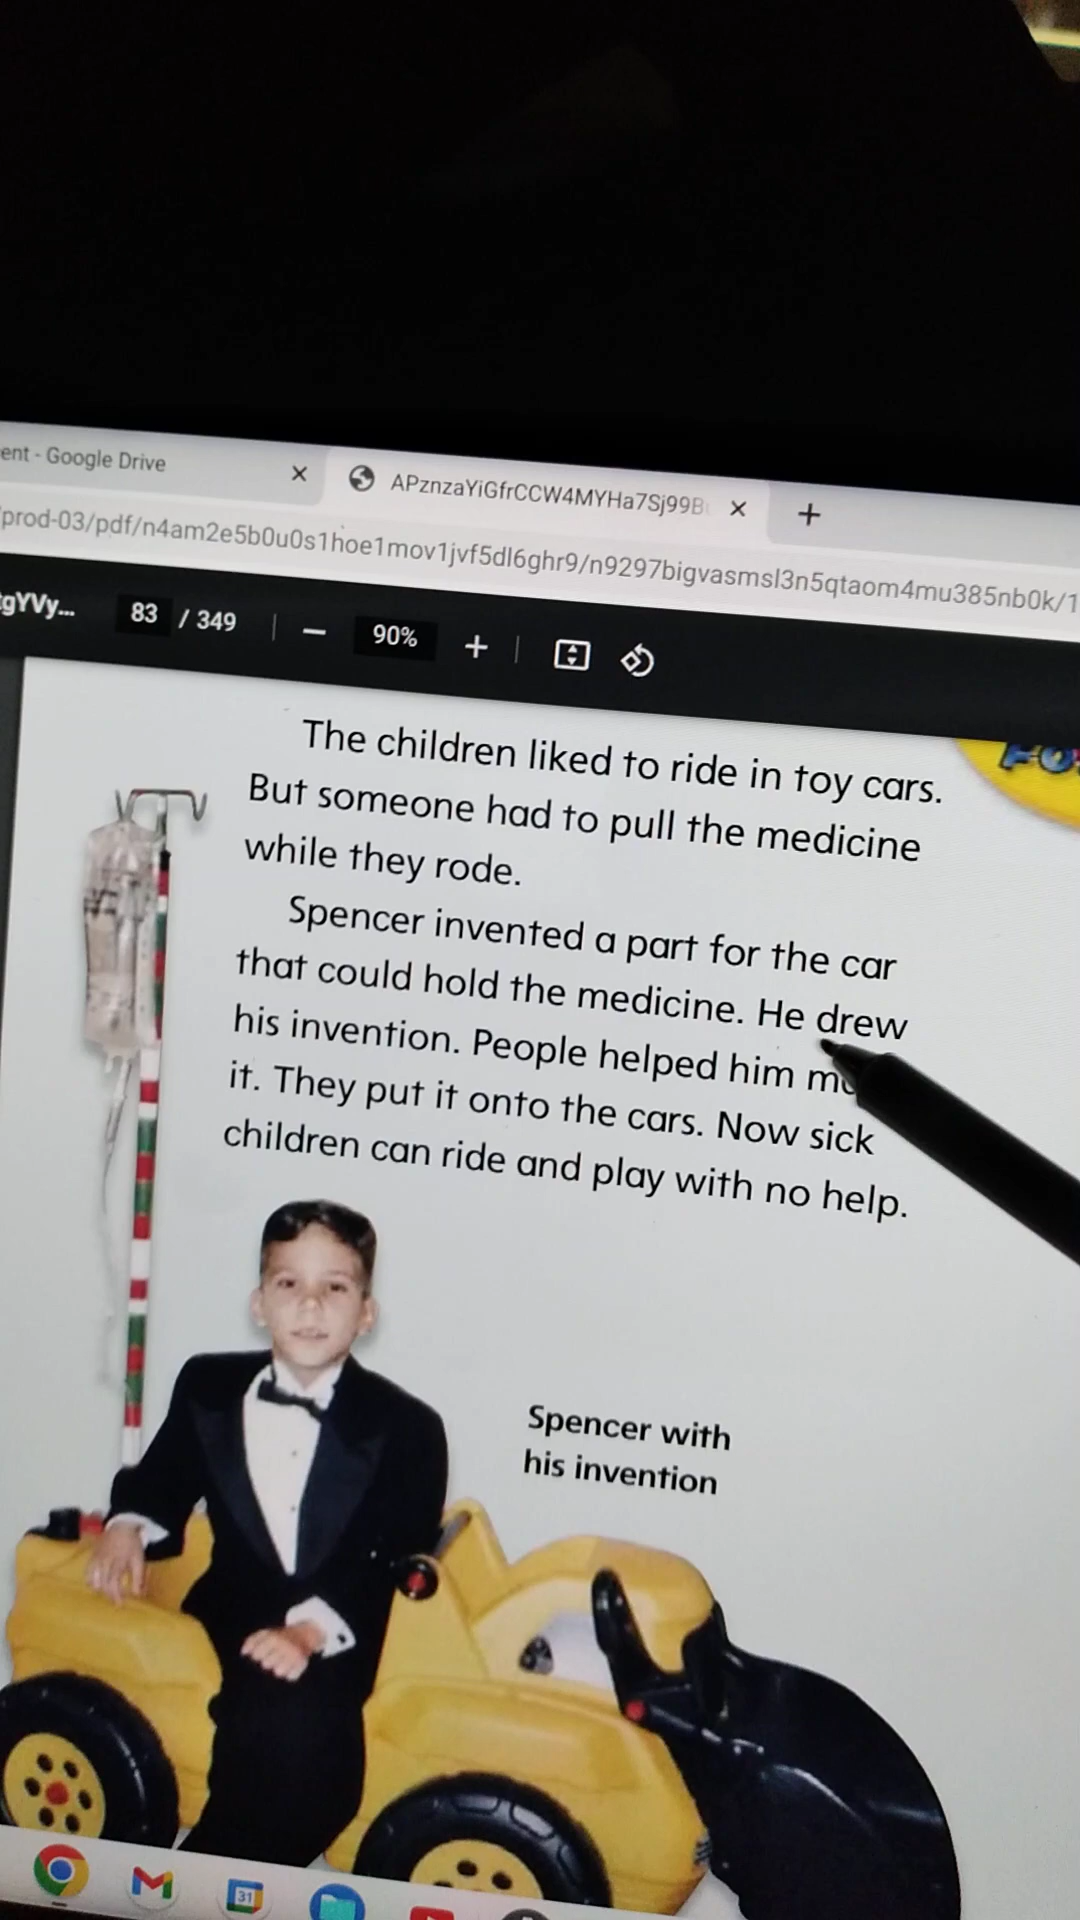 ent - Google Drive
APznzaYiGfrCCW4MYHa7Sj99B
prod-03/pdf/n4am2e5b0u0s1hoe1mov1jvf5dl6ghr9/n9297bigvasmsl3n5qtaom4mu385nb0k/1
gYVy...
83 / 349
90%
The children liked to ride in toy cars.
But someone had to pull the medicine
while they rode.
Spencer invented a part for the car
that could hold the medicine. He drew
his invention. People helped him
it. They put it onto the cars. Now sick
children can ride and play with no help.
Spencer with
his invention
31